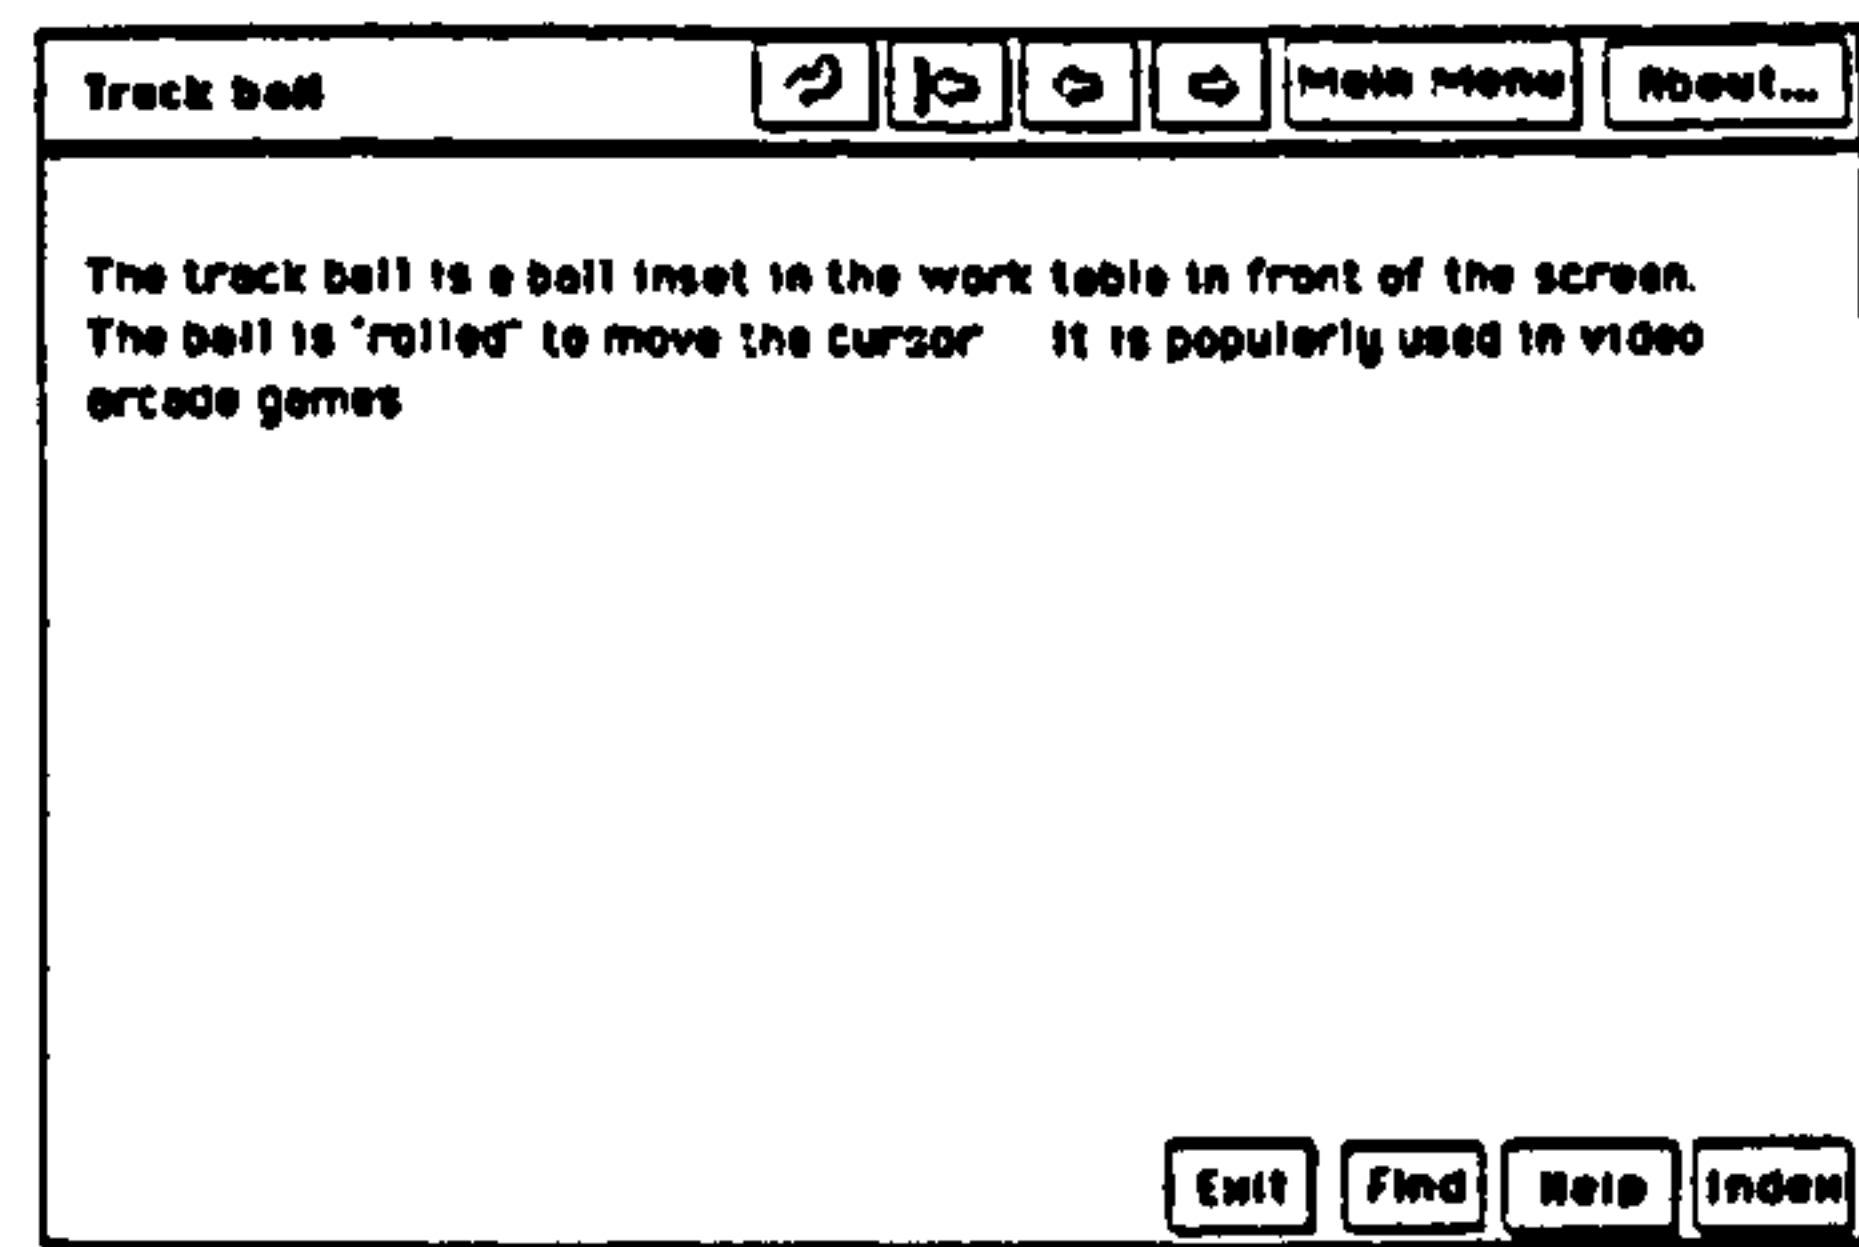 Track ball
Main Menu
About...
The track ball is a ball inset in the work table in front of the screen.
The ball is "rolled" to move the cursor It is popularly used in video
arcade games
Exit Find Help Index